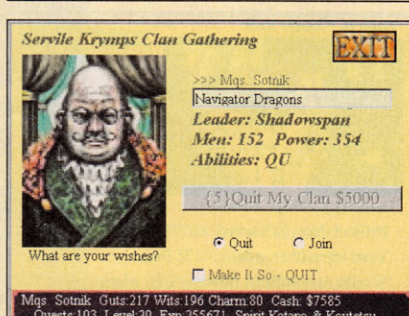 Servile Krymps Clan Gathering
EXIT
>>> Mqs. Sotnik
Navigator Dragons
Leader: Shadowspan
Men: 152 Power: 354
Abilities: QU
{5}Quit My Clan $5000
Quit Join
What are your wishes?
Make It So - QUIT
Mqs. Sotnik Guts:217 Wits:196 Charm:80 Cash: $7585
Quests:103 Level:20 Exp:255671 Spirit Kotano &